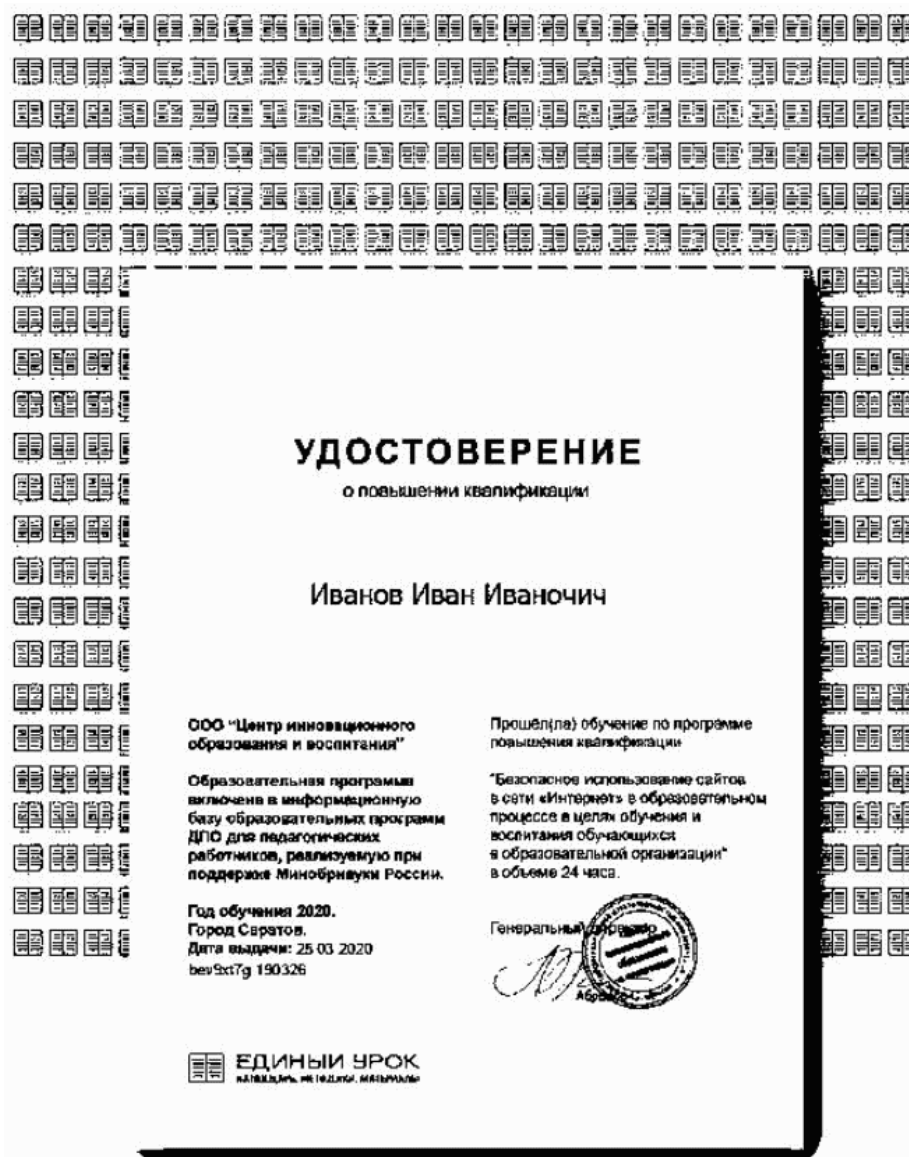 УДОСТОВЕРЕНИЕ
о повышении квалификации
Иванов Иван Иваночич
ООО "Центр инновационного
образования и воспитания"
Образовательная программа
включена в информационную
базу образовательных программ
ДПО для педагогических
работников, реализуемую при
поддержке Минобрнауки России.
Год обучения 2020.
Город Саратов.
Дата выдачи: 25 03 2020
bev9xt7g 190326
Прошёл(ла) обучение по программе
повышения квалификации
"Безопасное использование сайтов
в сети «Интернет» в образовательном
процессе в целях обучения и
воспитания обучающихся
в образовательной организации"
в объеме 24 часа.
Генеральный
ЕДИНЫЙ УРОК